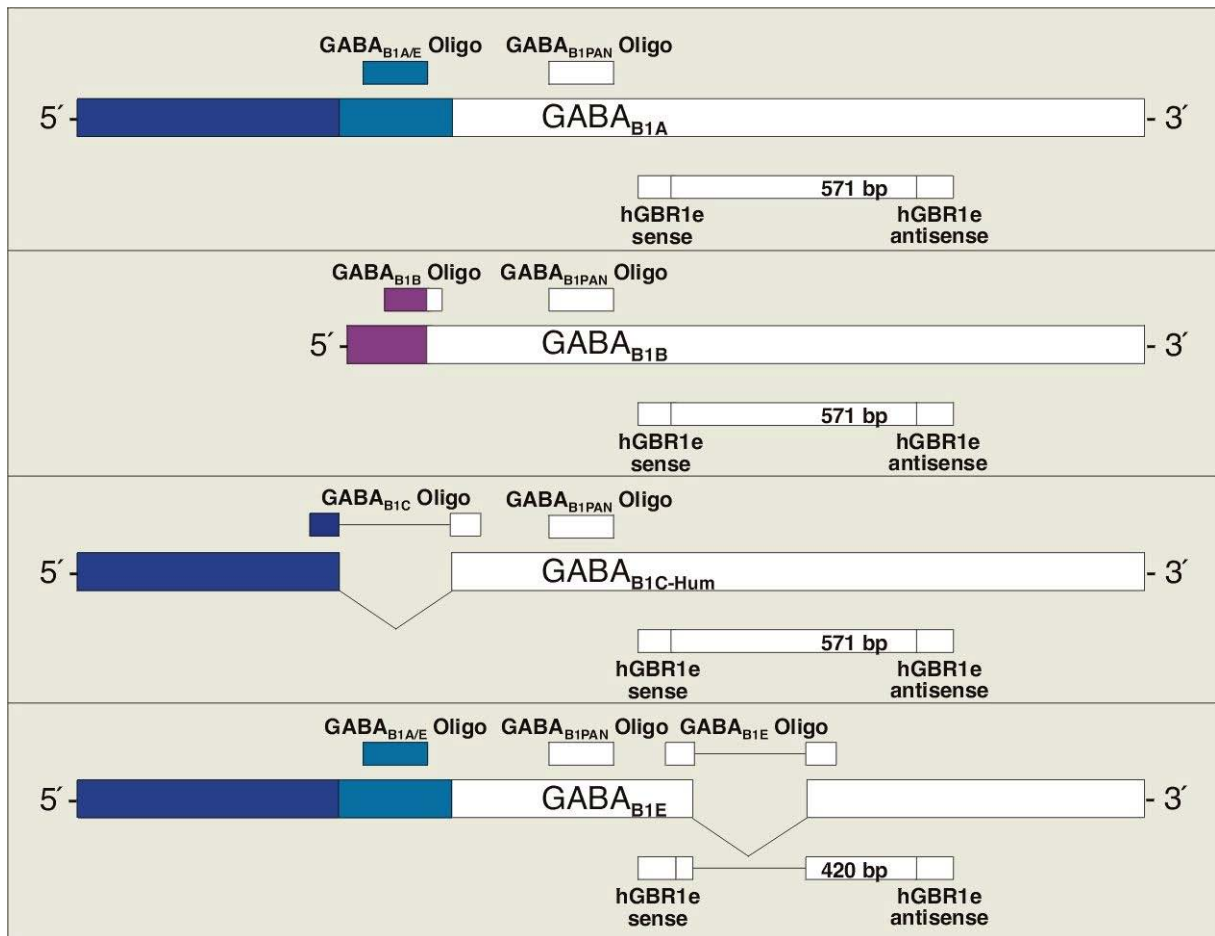 GABAB1A/E Oligo GABAB1PAN Oligo
5′ GABAB1A 3′
571 bp
hGBR1e sense hGBR1e antisense
GABAB1B Oligo GABAB1PAN Oligo
5′ GABAB1B 3′
571 bp
hGBR1e sense hGBR1e antisense
GABAB1C Oligo GABAB1PAN Oligo
5′ GABAB1C-Hum 3′
571 bp
hGBR1e sense hGBR1e antisense
GABAB1A/E Oligo GABAB1PAN Oligo GABAB1E Oligo
5′ GABAB1E 3′
420 bp
hGBR1e sense hGBR1e antisense